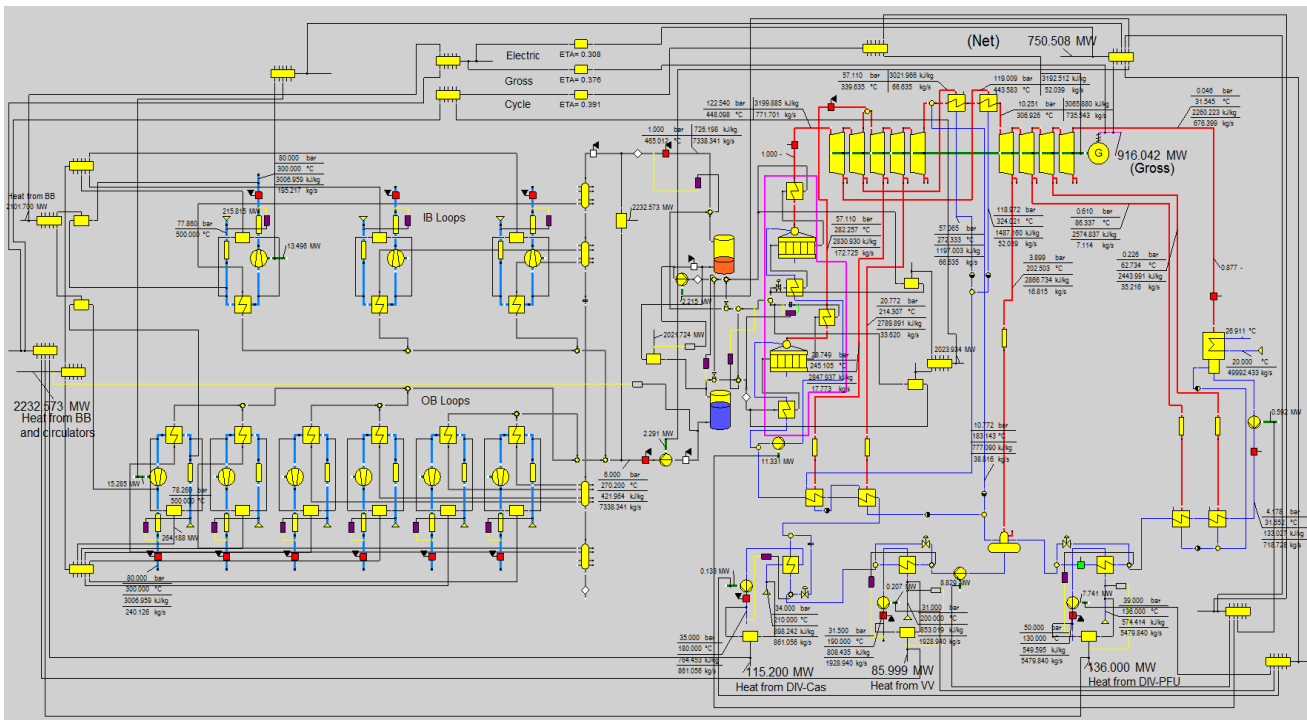 (Net) 750.508 MW
Electric ETA= 0.308
Gross ETA= 0.376
Cycle ETA= 0.391
57.110 bar 3021.966 kJ/kg
339.635 °C 66.635 kg/s
119.009 bar 3192.512 kJ/kg
443.583 °C 52.039 kg/s
122.540 bar 3199.885 kJ/kg
448.098 °C 771.701 kg/s
10.251 bar 3065.880 kJ/kg
306.926 °C 735.543 kg/s
0.046 bar
31.545 °C
2260.223 kJ/kg
676.399 kg/s
1.000 bar 726.198 kJ/kg
465.012 °C 7338.341 kg/s
1.000 -
G
916.042 MW
(Gross)
80.000 bar
300.000 °C
3006.959 kJ/kg
195.217 kg/s
Heat from BB
2101.700 MW
215.815 MW
IB Loops
77.860 bar
500.000 °C
13.496 MW
2232.573 MW
57.110 bar
282.257 °C
2830.930 kJ/kg
172.725 kg/s
57.065 bar
272.333 °C
1197.003 kJ/kg
66.635 kg/s
118.972 bar
324.021 °C
1487.160 kJ/kg
52.039 kg/s
0.610 bar
86.337 °C
2574.837 kJ/kg
7.114 kg/s
3.899 bar
202.503 °C
2866.734 kJ/kg
16.815 kg/s
0.226 bar
62.734 °C
2443.991 kJ/kg
35.216 kg/s
0.877 -
2.215 MW
20.772 bar
214.307 °C
2789.891 kJ/kg
33.620 kg/s
2021.724 MW
2023.934 MW
28.749 bar
245.105 °C
2847.937 kJ/kg
17.773 kg/s
26.911 °C
20.000 °C
49992.433 kg/s
2232.573 MW
Heat from BB
and circulators
OB Loops
0.592 MW
2.291 MW
11.331 MW
10.772 bar
183.143 °C
777.090 kJ/kg
38.816 kg/s
6.000 bar
270.200 °C
421.964 kJ/kg
7338.341 kg/s
15.285 MW
78.260 bar
500.000 °C
264.188 MW
4.178 bar
31.652 °C
133.027 kJ/kg
718.728 kg/s
80.000 bar
300.000 °C
3006.959 kJ/kg
240.126 kg/s
0.133 MW
34.000 bar
210.000 °C
898.242 kJ/kg
861.056 kg/s
0.207 MW
31.000 bar
200.000 °C
853.019 kJ/kg
1928.940 kg/s
8.829 MW
7.741 MW
39.000 bar
136.000 °C
574.414 kJ/kg
5479.840 kg/s
35.000 bar
180.000 °C
764.453 kJ/kg
861.056 kg/s
31.500 bar
190.000 °C
808.435 kJ/kg
1928.940 kg/s
50.000 bar
130.000 °C
549.595 kJ/kg
5479.840 kg/s
115.200 MW
Heat from DIV-Cas
85.999 MW
Heat from VV
136.000 MW
Heat from DIV-PFU